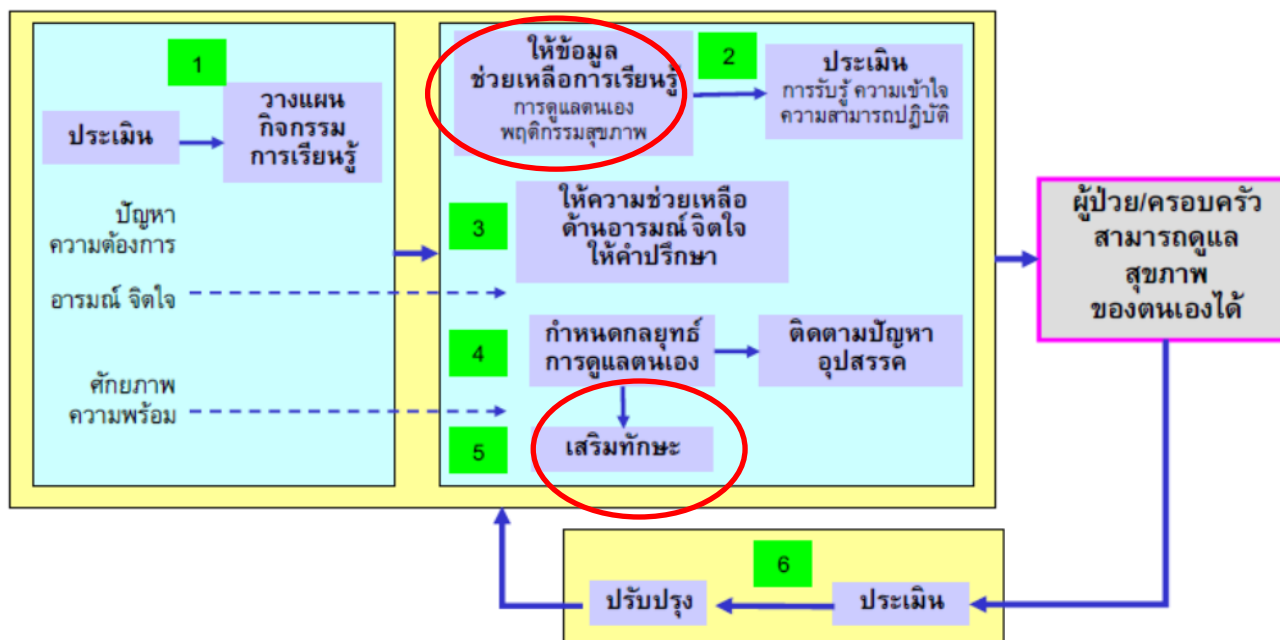 1
ประเมิน
วางแผน
กิจกรรม
การเรียนรู้
ปัญหา
ความต้องการ
อารมณ์ จิตใจ
ศักยภาพ
ความพร้อม
ให้ข้อมูล
ช่วยเหลือการเรียนรู้
การดูแลตนเอง
พฤติกรรมสุขภาพ
2
ประเมิน
การรับรู้ ความเข้าใจ
ความสามารถปฏิบัติ
3
ให้ความช่วยเหลือ
ด้านอารมณ์ จิตใจ
ให้คำปรึกษา
4
กำหนดกลยุทธ์
การดูแลตนเอง
ติดตามปัญหา
อุปสรรค
5
เสริมทักษะ
ผู้ป่วย/ครอบครัว
สามารถดูแล
สุขภาพ
ของตนเองได้
6
ปรับปรุง
ประเมิน